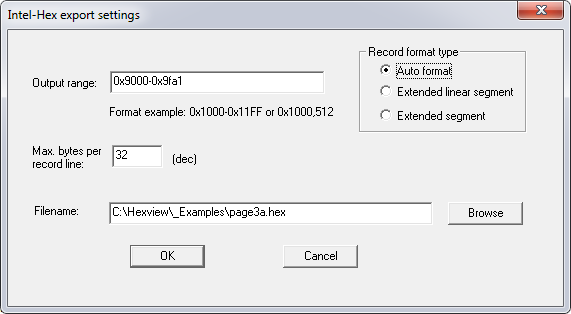 Intel-Hex export settings
Record format type
Output range:
0x9000-0x9fa1
Auto format
Extended linear segment
Format example: 0x1000-0x11FF or 0x1000,512
Extended segment
Max. bytes per
record line:
32
(dec)
Filename:
C:\Hexview\_Examples\page3a.hex
Browse
OK
Cancel